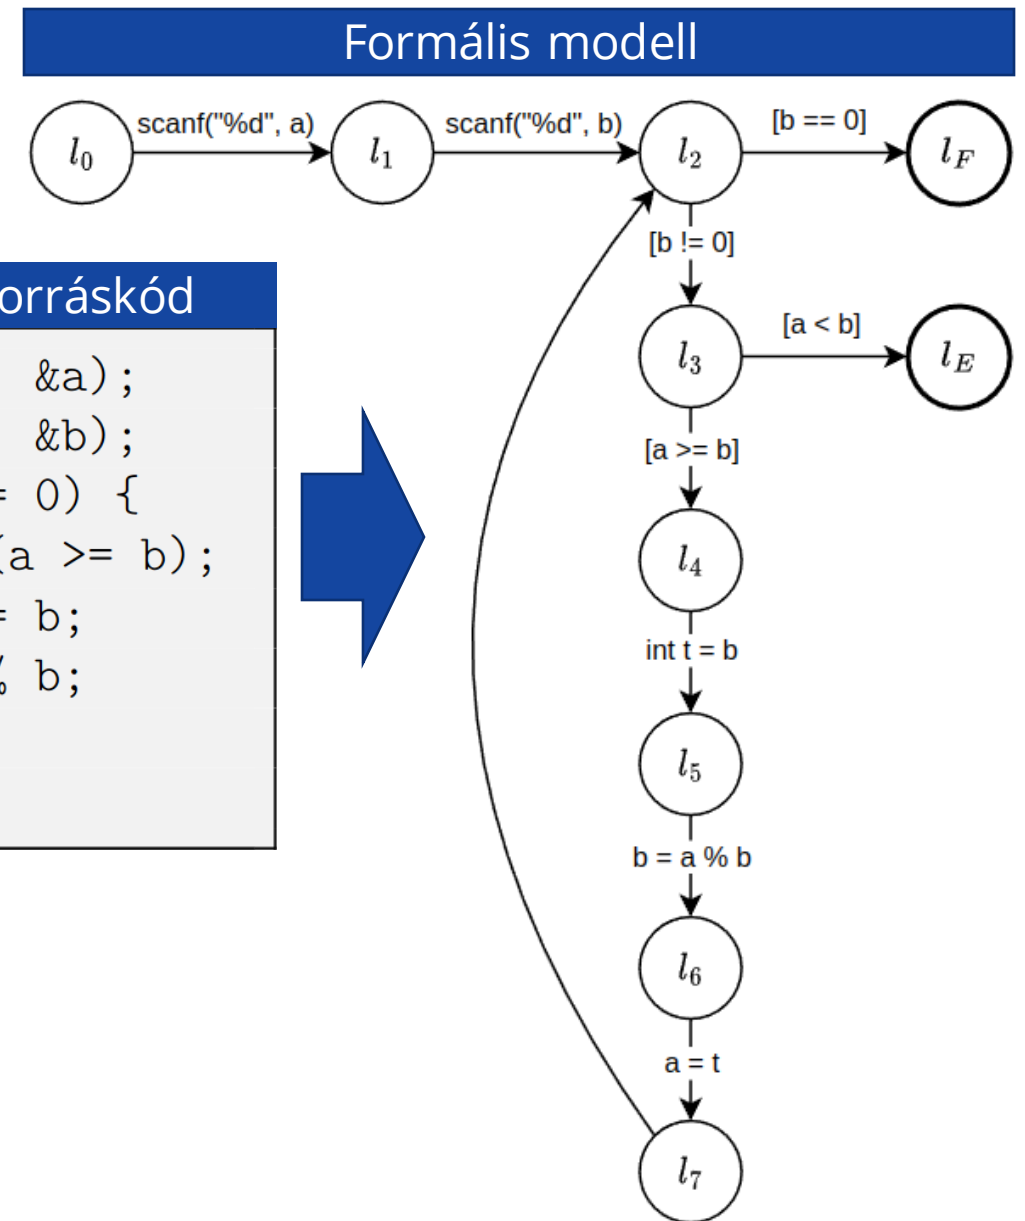 Formális modell
scanf("%d", a)
scanf("%d", b)
[b == 0]
l0
l1
l2
lF
[b != 0]
[a < b]
l3
lE
[a >= b]
l4
int t = b
l5
b = a % b
l6
a = t
l7
orráskód
&a);
&b);
= 0) {
(a >= b);
= b;
% b;